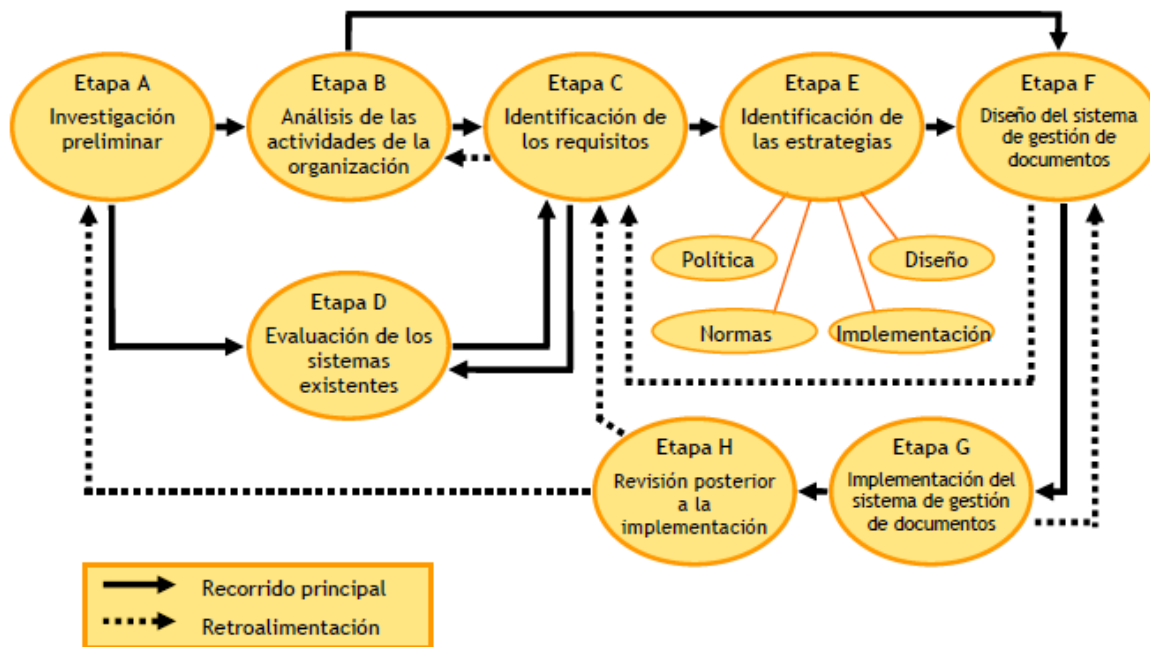 Etapa A
Investigación
preliminar
Etapa B
Análisis de las
actividades de la
organización
Etapa C
Identificación de
los requisitos
Etapa E
Identificación de
las estrategias
Etapa F
Diseño del sistema
de gestión de
documentos
Política
Diseño
Normas
Implementación
Etapa D
Evaluación de los
sistemas
existentes
Etapa H
Revisión posterior
a la
implementación
Etapa G
Implementación del
sistema de gestión
de documentos
Recorrido principal
Retroalimentación